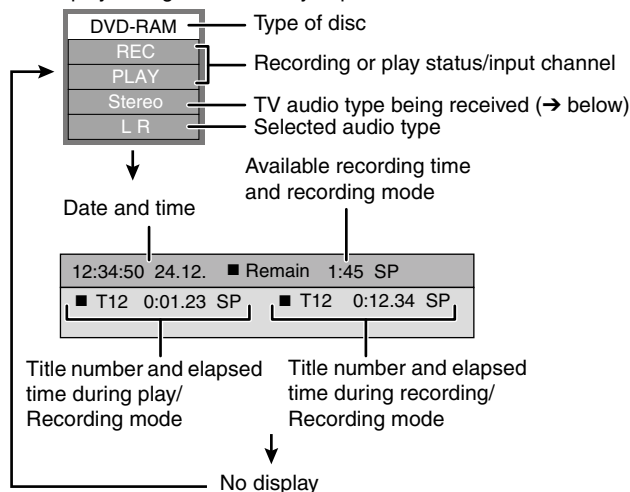 DVD-RAM
Type of disc
REC
PLAY
Recording or play status/input channel
Stereo
TV audio type being received (➔ below)
L R
Selected audio type
Available recording time
and recording mode
Date and time
12:34:50 24.12. ■ Remain 1:45 SP
■ T12 0:01.23 SP ■ T12 0:12.34 SP
Title number and elapsed
time during play/
Recording mode
Title number and elapsed
time during recording/
Recording mode
No display